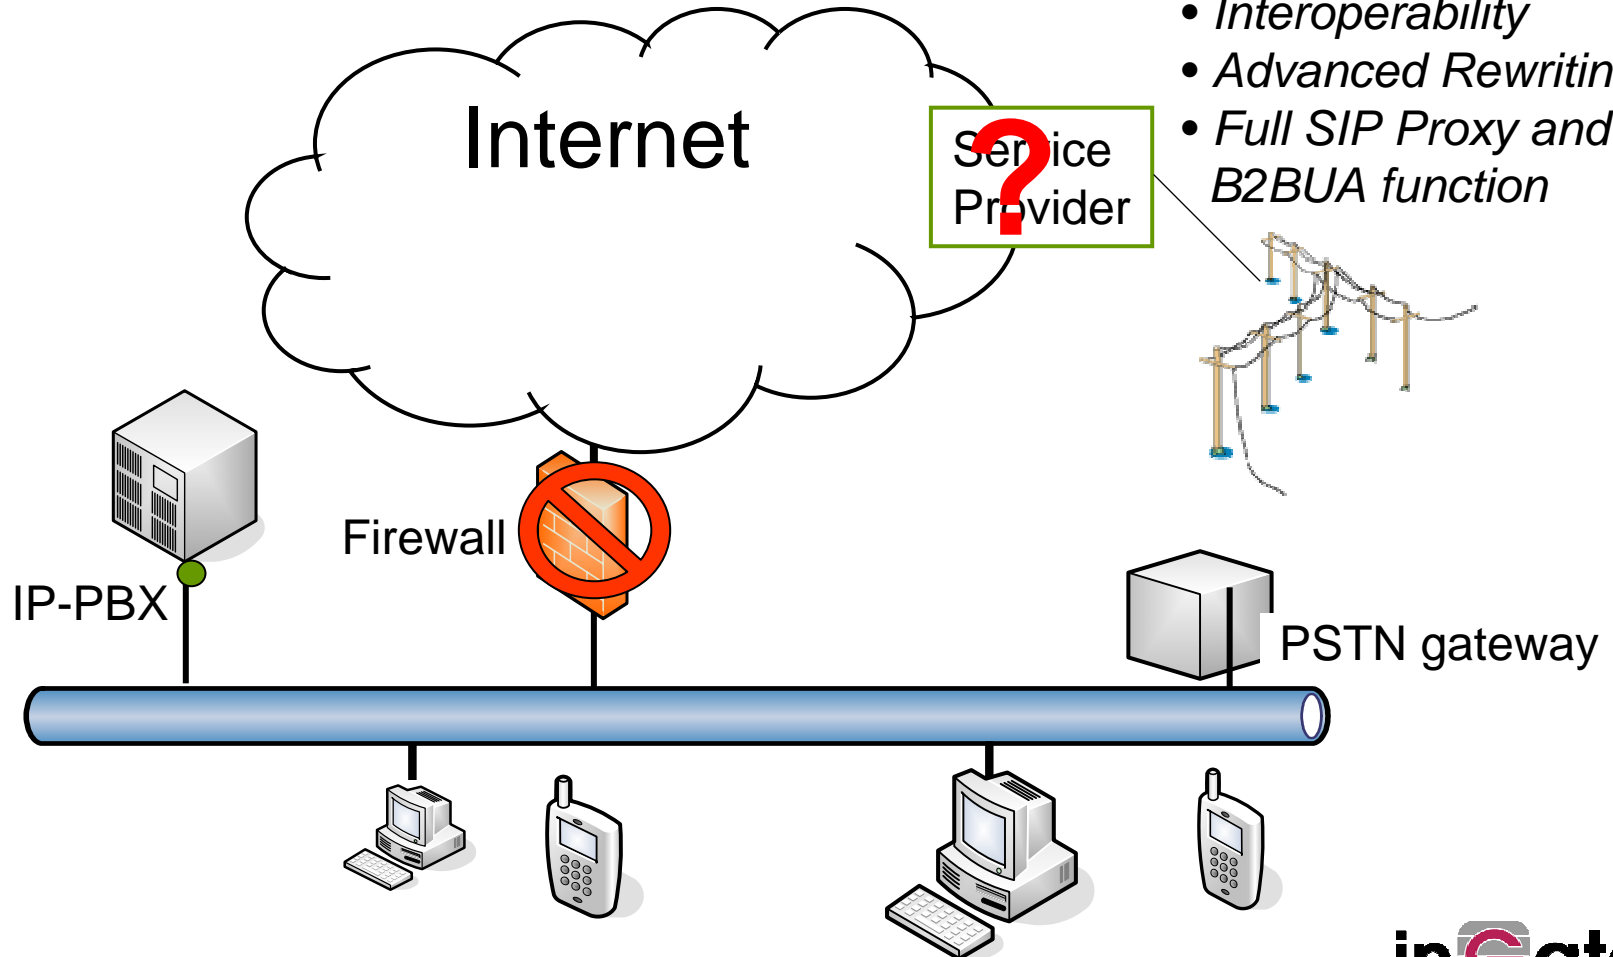 • Interoperability
• Advanced Rewritin
• Full SIP Proxy and
B2BUA function
Internet
Service
Provider
?
Firewall
IP-PBX
PSTN gateway